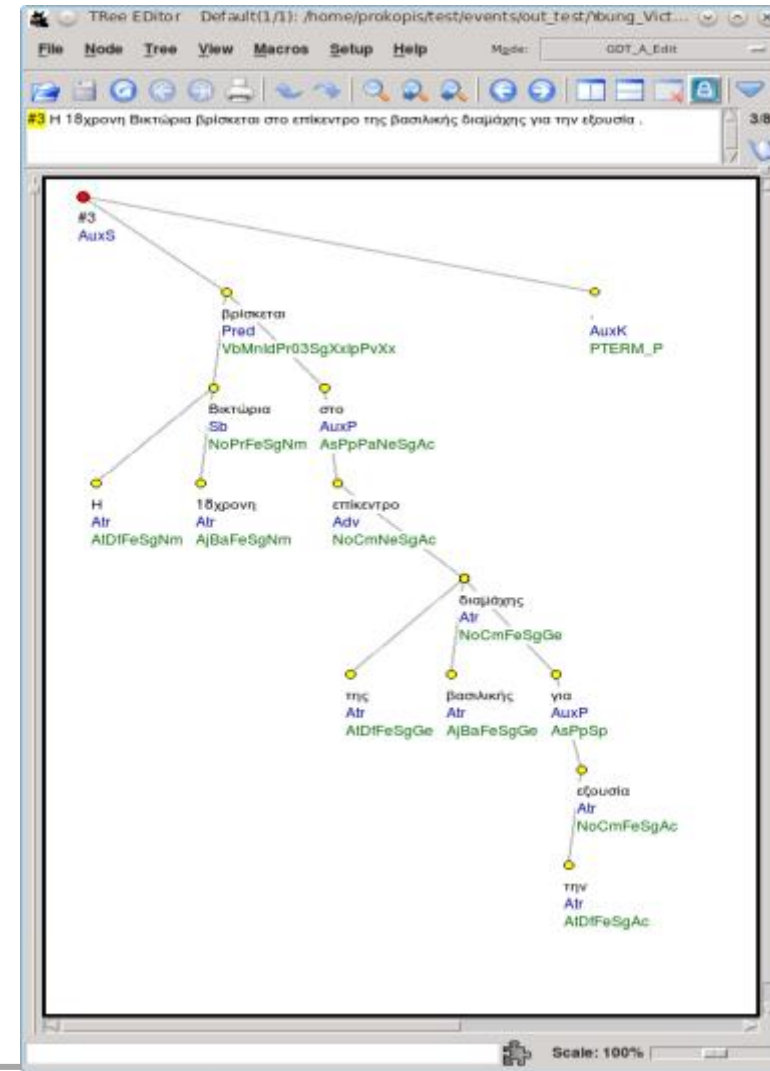 TRee EDitor Default(1/1): /home/prokopis/test/events/out_test/Young_Vict...
File Node Tree View Macros Setup Help Mode: GDT_A_Edit
#3 Η 18χρονη Βικτώρια βρίσκεται στο επίκεντρο της βασιλικής διαμάχης για την εξουσία .
3/8
#3
AuxS
βρίσκεται
Pred
VbMnIdPr03SgXxIpPvXx
.
AuxK
PTERM_P
Βικτώρια
Sb
NoPrFeSgNm
στο
AuxP
AsPpPaNeSgAc
Η
Atr
AtDfFeSgNm
18χρονη
Atr
AjBaFeSgNm
επίκεντρο
Adv
NoCmNeSgAc
διαμάχης
Atr
NoCmFeSgGe
της
Atr
AtDfFeSgGe
βασιλικής
Atr
AjBaFeSgGe
για
AuxP
AsPpSp
εξουσία
Atr
NoCmFeSgAc
την
Atr
AtDfFeSgAc
Scale: 100%